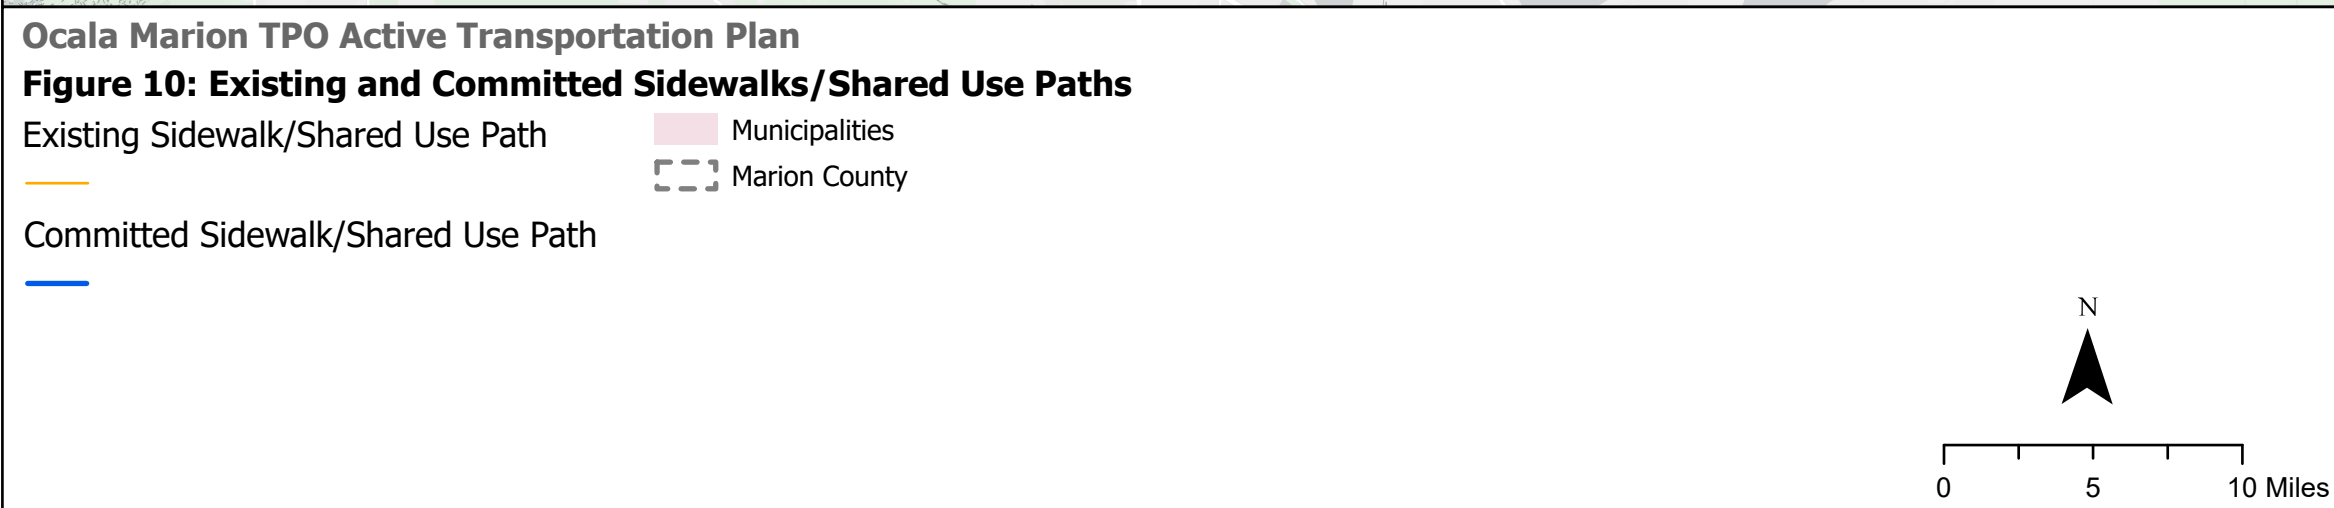 Ocala Marion TPO Active Transportation Plan
Figure 10: Existing and Committed Sidewalks/Shared Use Paths
Existing Sidewalk/Shared Use Path
Municipalities
Marion County
Committed Sidewalk/Shared Use Path
N
0 5 10 Miles